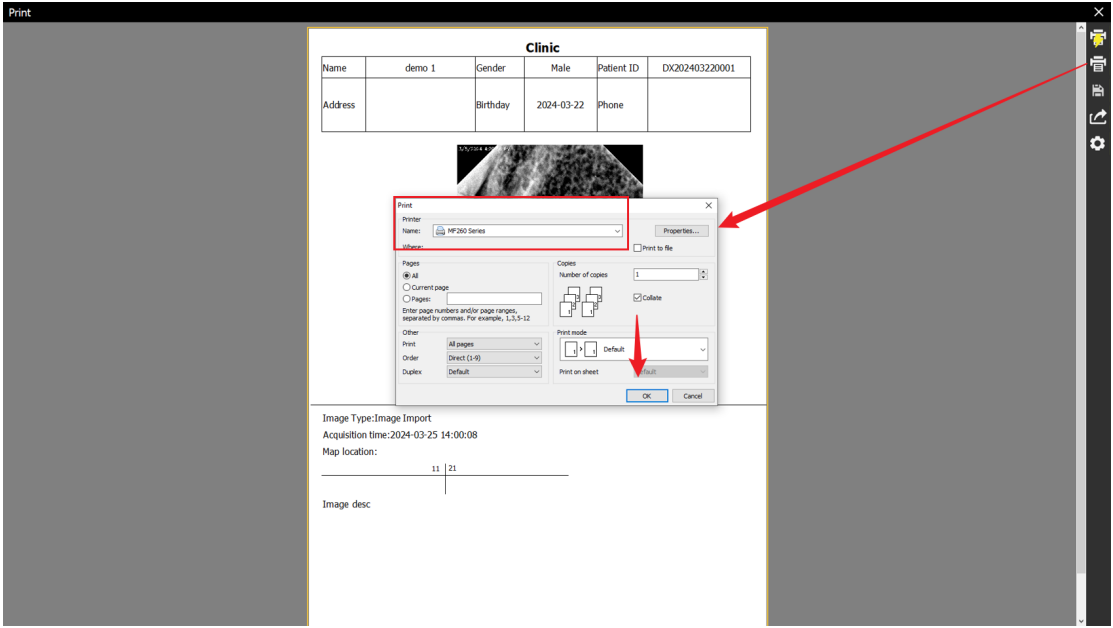 Print
Clinic
Name demo 1 Gender Male Patient ID DX202403220001
Address Birthday 2024-03-22 Phone
Print
Printer
Name: MF260 Series Properties...
Where: Print to file
Pages
All
Current page
Pages:
Enter page numbers and/or page ranges,
separated by commas. For example, 1,3,5-12
Copies
Number of copies 1
Collate
Other
Print All pages
Order Direct (1-9)
Duplex Default
Print mode
Default
Print on sheet
OK Cancel
Image Type:Image Import
Acquisition time:2024-03-25 14:00:08
Map location:
11 21
Image desc